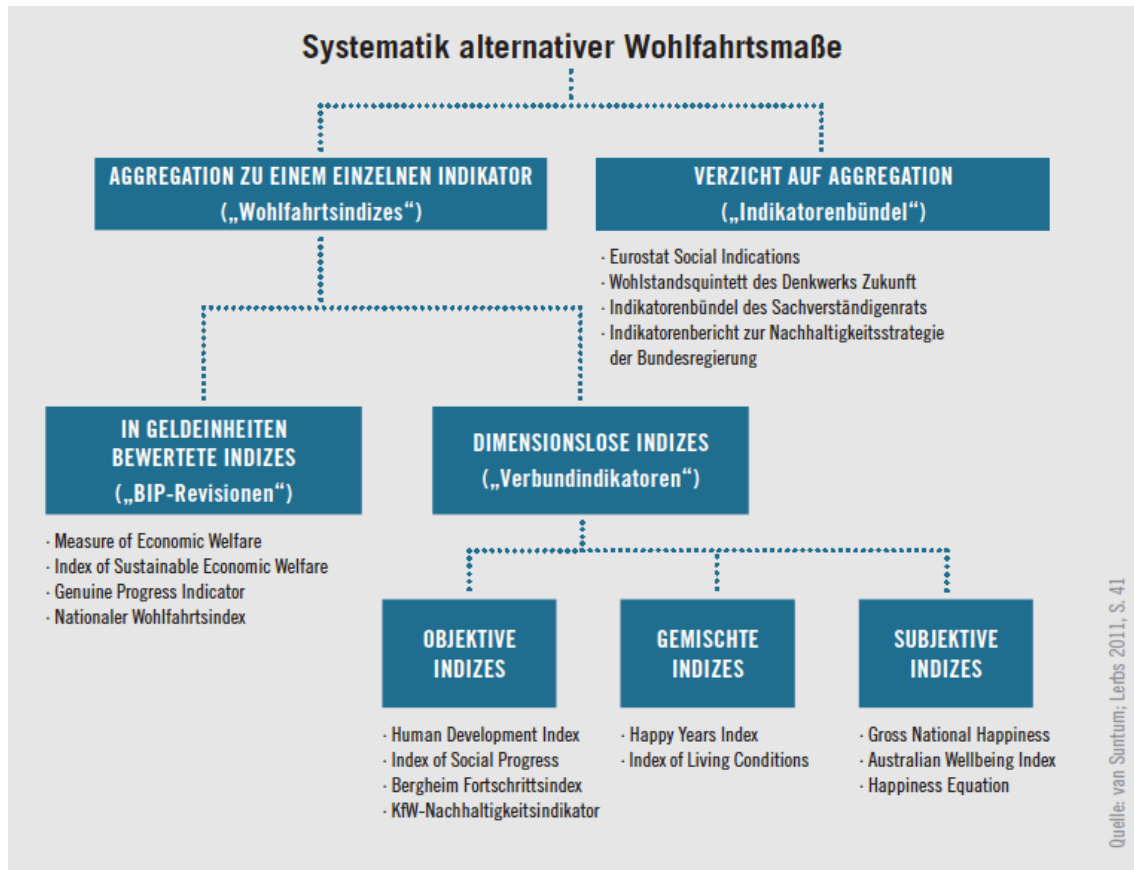 Systematik alternativer Wohlfahrtsmaße
AGGREGATION ZU EINEM EINZELNEN INDIKATOR
(„Wohlfahrtsindizes“)
VERZICHT AUF AGGREGATION
(„Indikatorenbündel“)
· Eurostat Social Indications
· Wohlstandsquintett des Denkwerks Zukunft
· Indikatorenbündel des Sachverständigenrats
· Indikatorenbericht zur Nachhaltigkeitsstrategie
der Bundesregierung
IN GELDEINHEITEN
BEWERTETE INDIZES
(„BIP-Revisionen“)
· Measure of Economic Welfare
· Index of Sustainable Economic Welfare
· Genuine Progress Indicator
· Nationaler Wohlfahrtsindex
DIMENSIONSLOSE INDIZES
(„Verbundindikatoren“)
OBJEKTIVE
INDIZES
· Human Development Index
· Index of Social Progress
· Bergheim Fortschrittsindex
· KfW-Nachhaltigkeitsindikator
GEMISCHTE
INDIZES
· Happy Years Index
· Index of Living Conditions
SUBJEKTIVE
INDIZES
· Gross National Happiness
· Australian Wellbeing Index
· Happiness Equation
Quelle: van Suntum; Lerbs 2011, S. 41